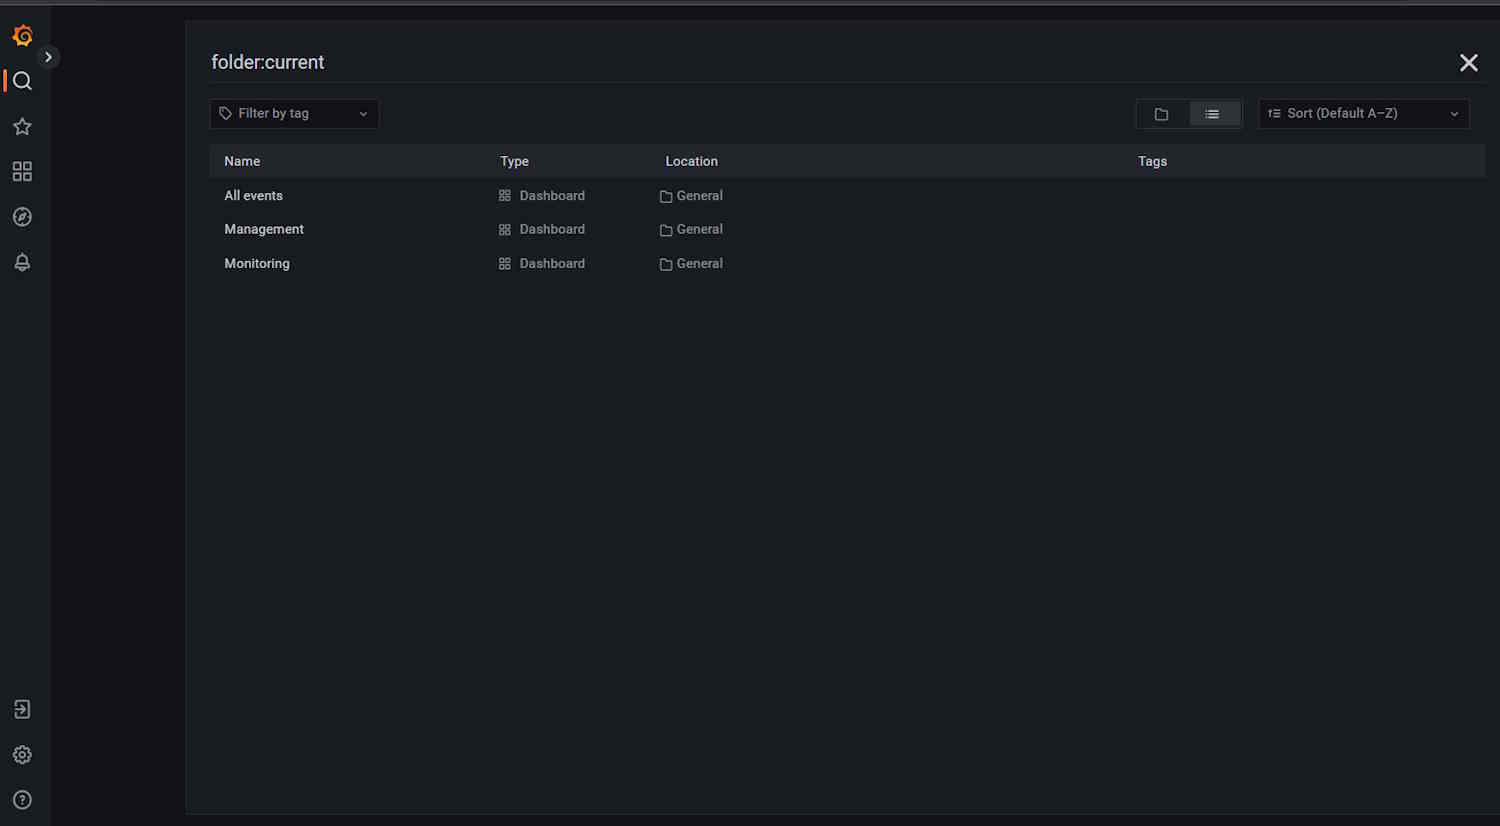 folder:current
Filter by tag
Sort (Default A–Z)
Name Type Location Tags
All events Dashboard General
Management Dashboard General
Monitoring Dashboard General